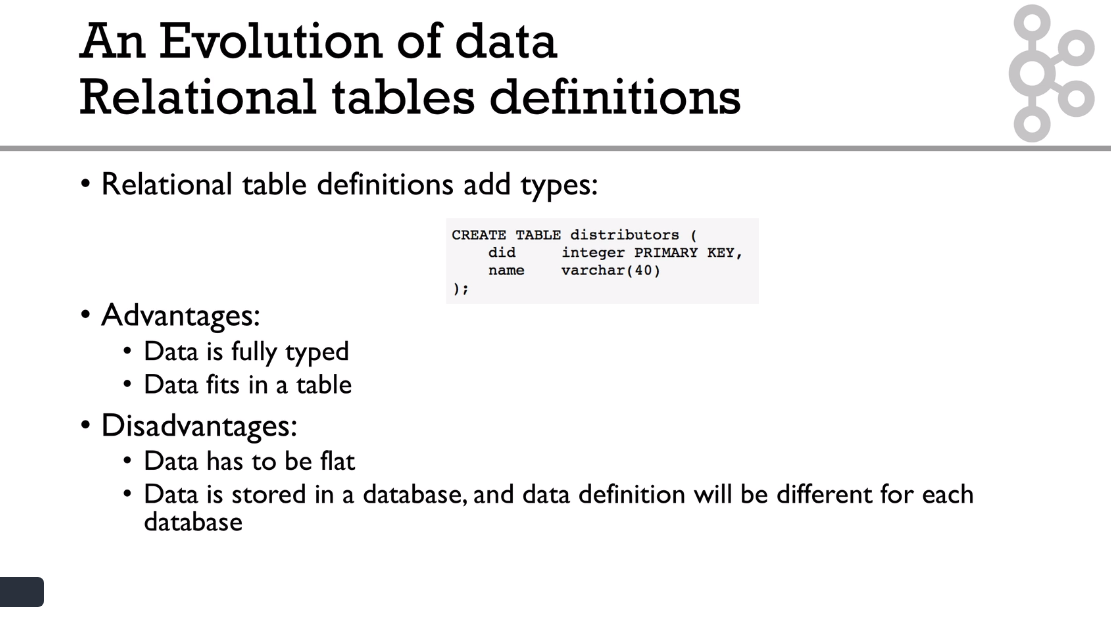 An Evolution of data
Relational tables definitions
• Relational table definitions add types:
CREATE TABLE distributors (
    did     integer PRIMARY KEY,
    name    varchar(40)
);
• Advantages:
• Data is fully typed
• Data fits in a table
• Disadvantages:
• Data has to be flat
• Data is stored in a database, and data definition will be different for each
database